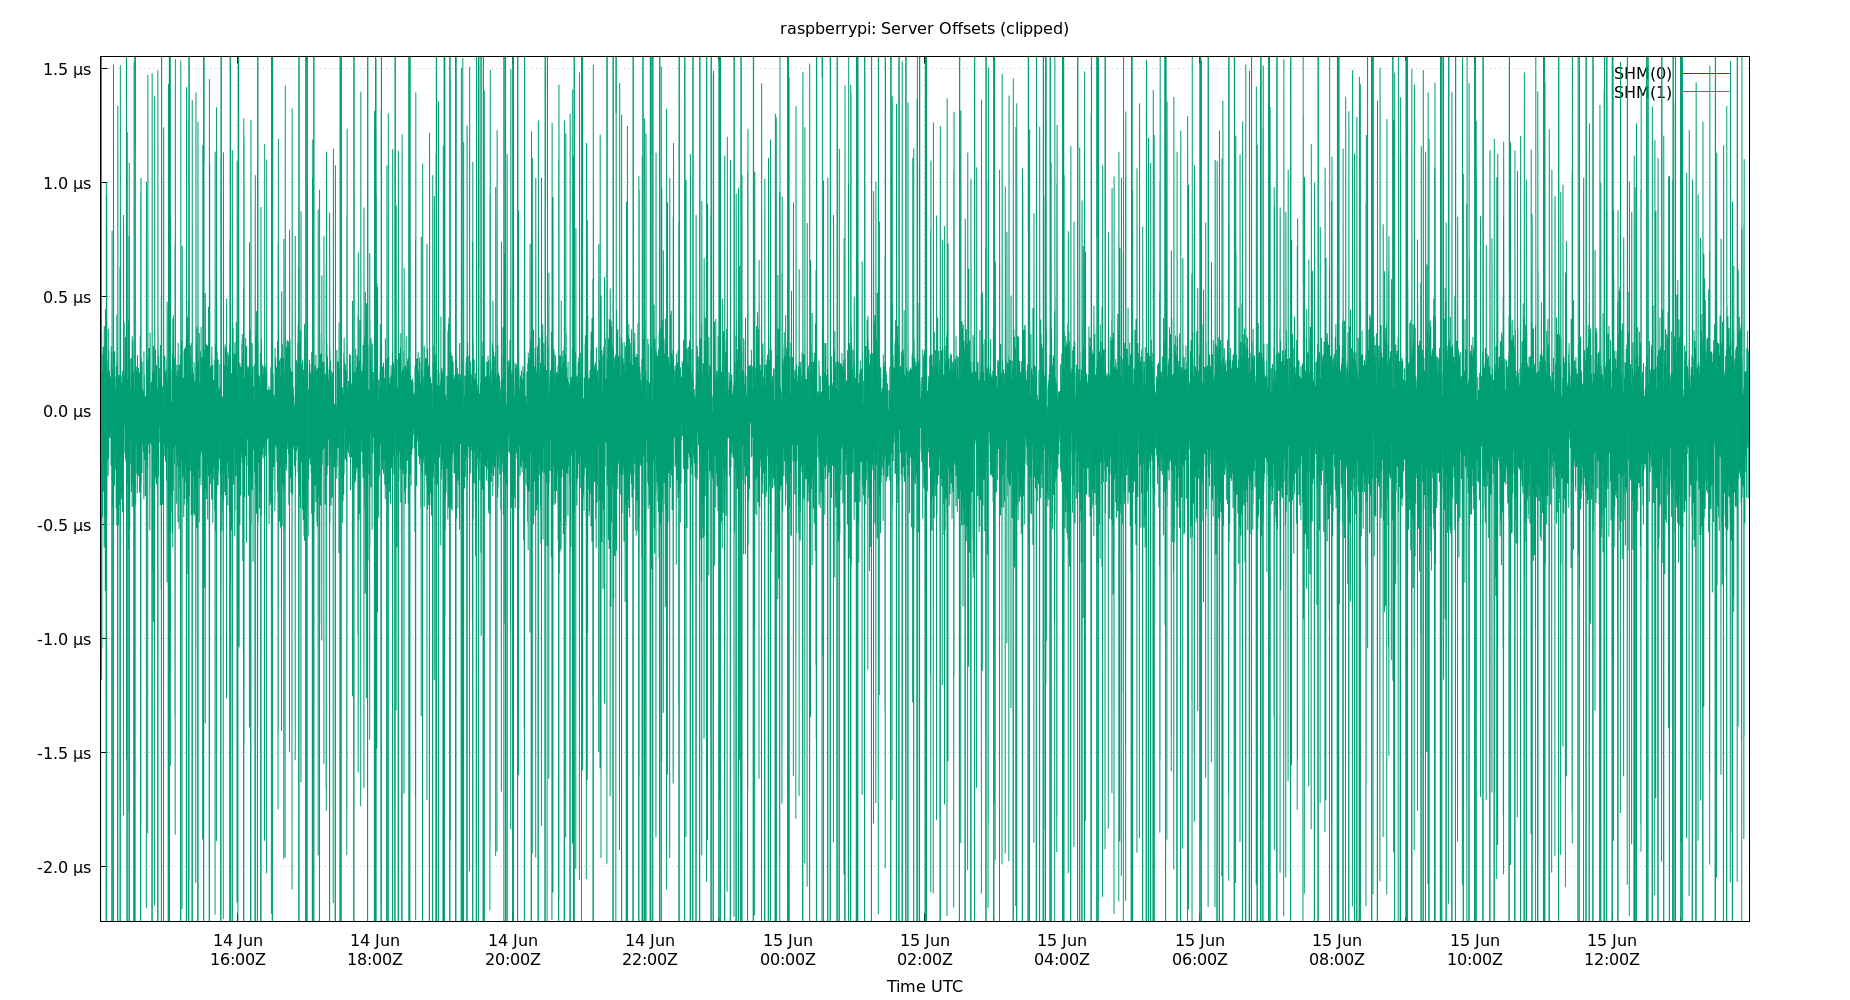 raspberrypi: Server Offsets (clipped)
SHM(0)
SHM(1)
1.5 µs
1.0 µs
0.5 µs
0.0 µs
-0.5 µs
-1.0 µs
-1.5 µs
-2.0 µs
14 Jun 14 Jun 14 Jun 14 Jun 15 Jun 15 Jun 15 Jun 15 Jun 15 Jun 15 Jun 15 Jun
16:00Z 18:00Z 20:00Z 22:00Z 00:00Z 02:00Z 04:00Z 06:00Z 08:00Z 10:00Z 12:00Z
Time UTC